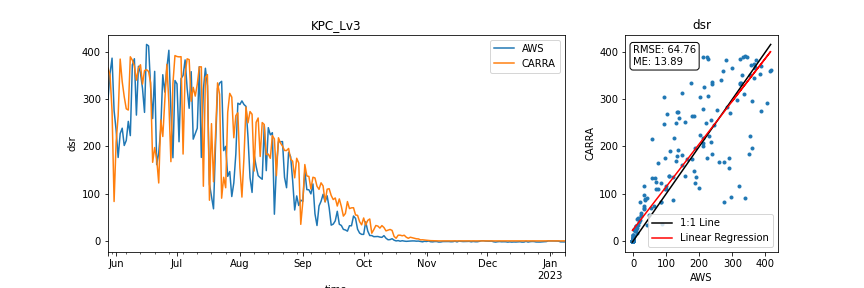 KPC_Lv3
dsr
400
300
200
100
0
Jun
Jul
Aug
Sep
Oct
Nov
Dec
Jan
2023
time
AWS
CARRA
dsr
CARRA
400
300
200
100
0
RMSE: 64.76
ME: 13.89
1:1 Line
Linear Regression
0
100
200
300
400
AWS